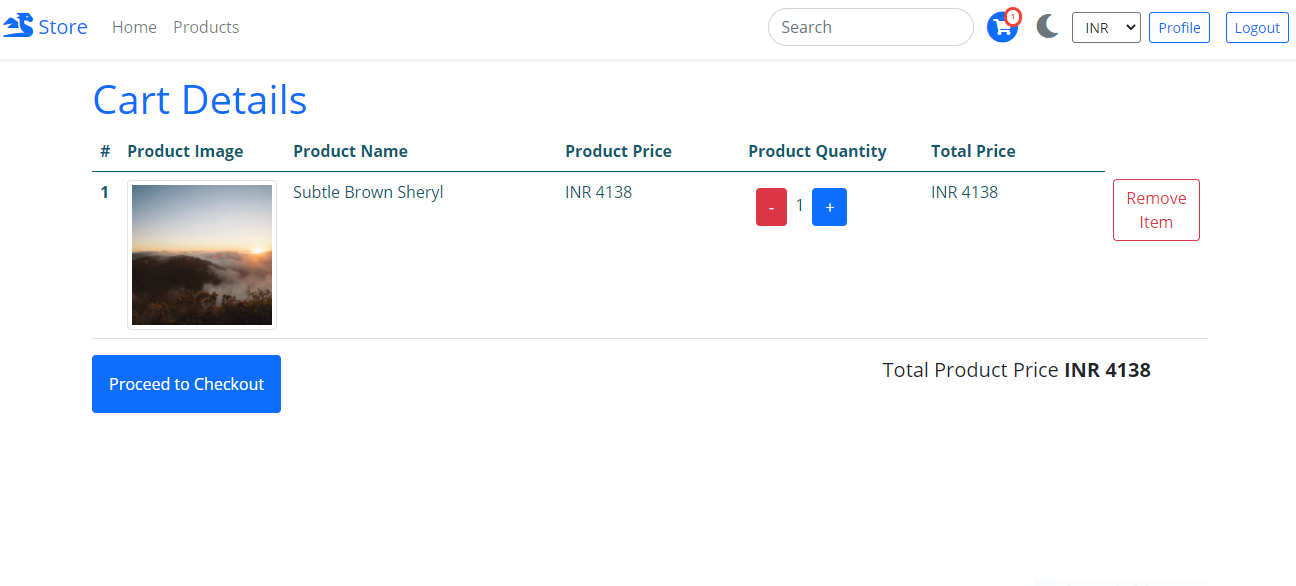 Store Home Products Search 1 INR Profile Logout
Cart Details
# Product Image Product Name Product Price Product Quantity Total Price
1 Subtle Brown Sheryl INR 4138 - 1 + INR 4138 Remove
Item
Proceed to Checkout Total Product Price INR 4138